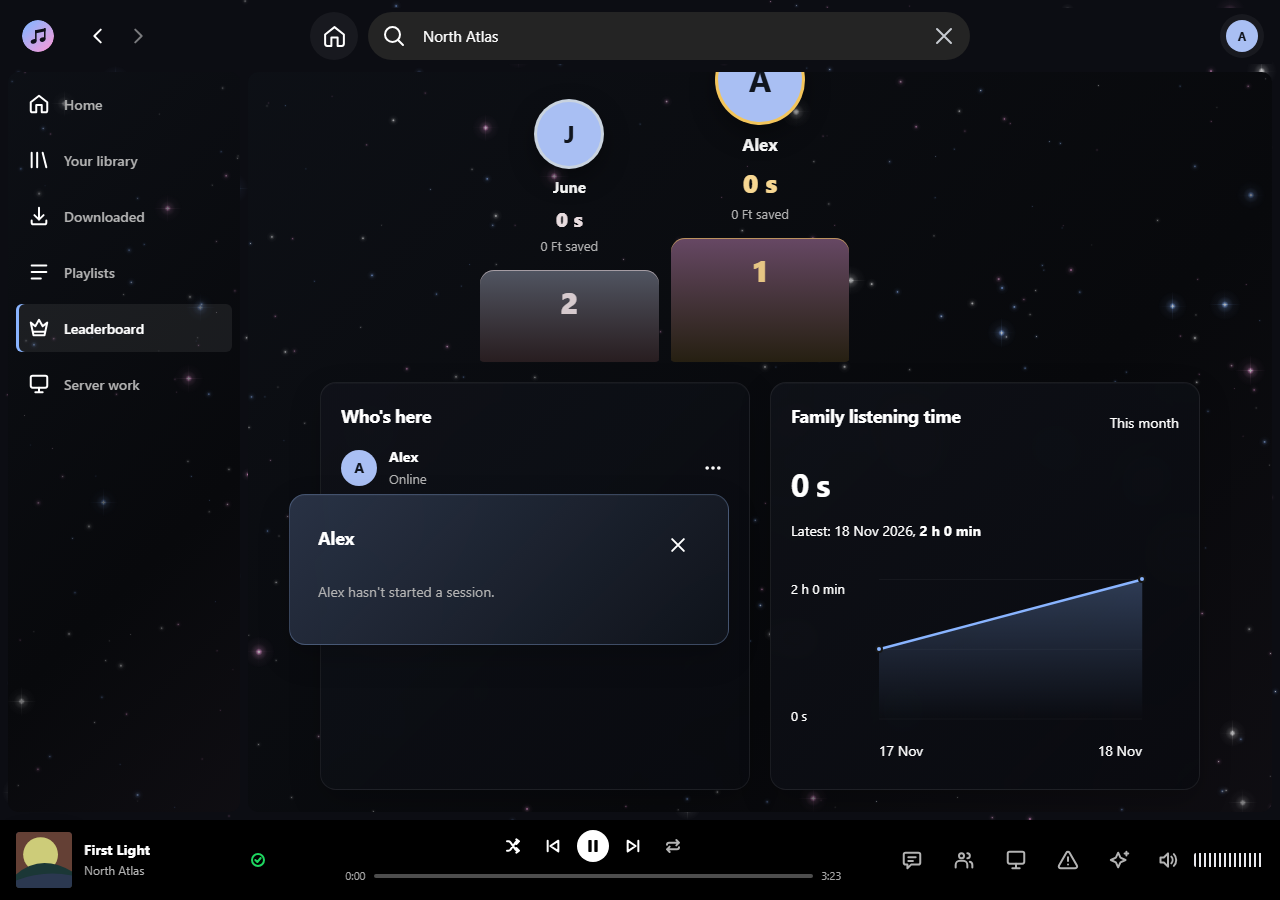 North Atlas
A
Home
Your library
Downloaded
Playlists
Leaderboard
Server work
J
June
0 s
0 Ft saved
2
A
Alex
0 s
0 Ft saved
1
Who's here
A
Alex
Online
Alex
Alex hasn't started a session.
Family listening time
This month
0 s
Latest: 18 Nov 2026, 2 h 0 min
2 h 0 min
0 s
17 Nov
18 Nov
First Light
North Atlas
0:00
3:23